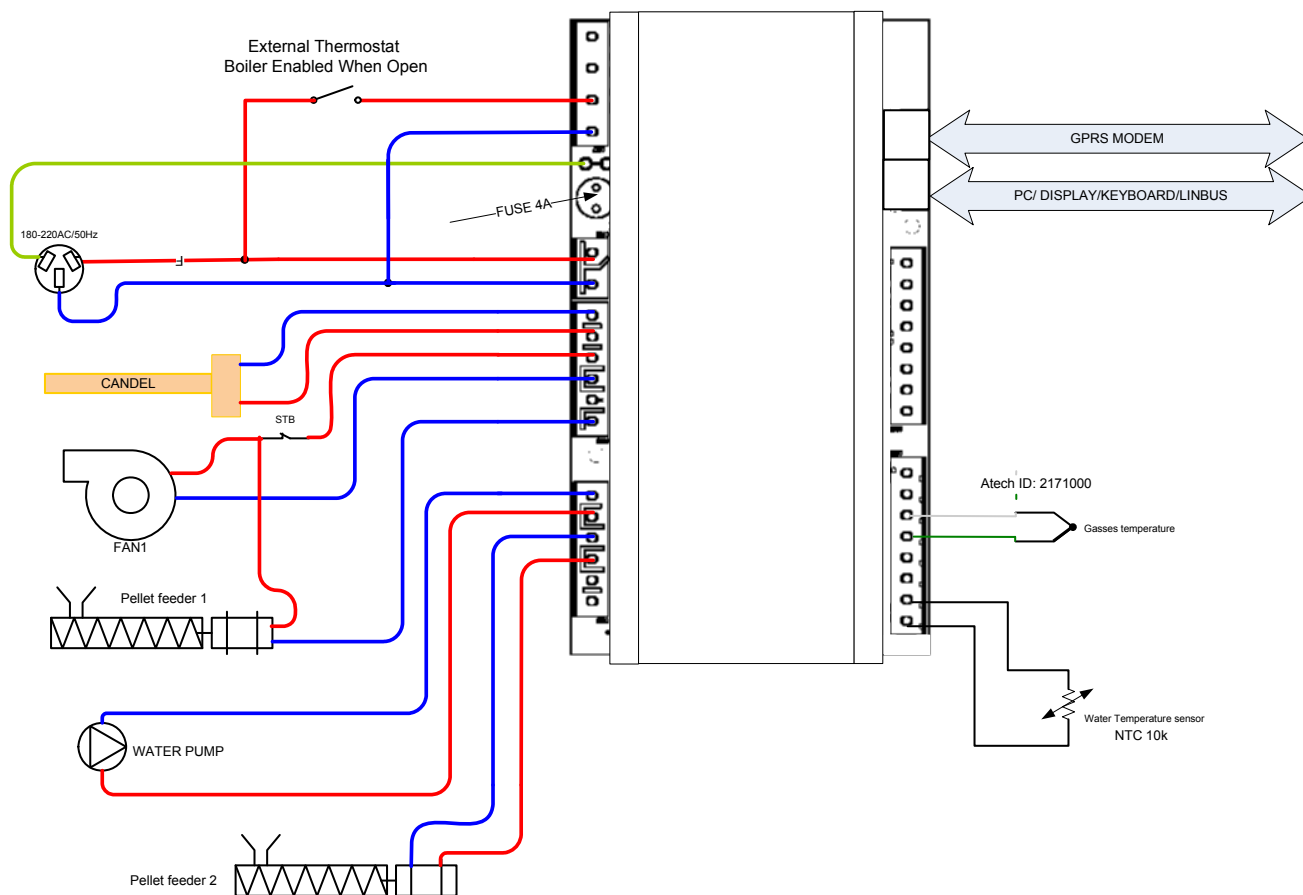 External Thermostat
Boiler Enabled When Open
GPRS MODEM
PC/ DISPLAY/KEYBOARD/LINBUS
FUSE 4A
180-220AC/50Hz
F
CANDEL
STB
FAN1
Atech ID: 2171000
Gasses temperature
Pellet feeder 1
Water Temperature sensor
NTC 10k
WATER PUMP
Pellet feeder 2